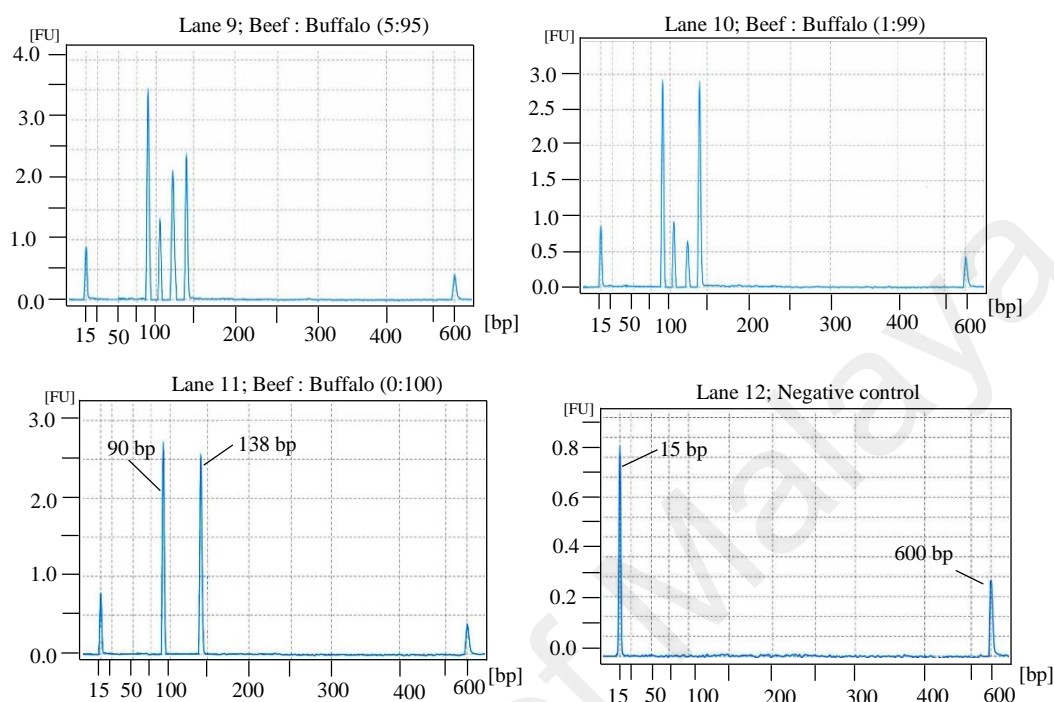 Lane 9; Beef : Buffalo (5:95)
[FU]
4.0
3.0
2.0
1.0
0.0
15 50 100 200 300 400 600 [bp]
Lane 10; Beef : Buffalo (1:99)
[FU]
3.0
2.5
2.0
1.5
1.0
0.5
0.0
15 50 100 200 300 400 600 [bp]
Lane 11; Beef : Buffalo (0:100)
[FU]
3.0
90 bp 138 bp
2.0
1.0
0.0
15 50 100 200 300 400 600 [bp]
Lane 12; Negative control
[FU]
0.8
15 bp
0.6
0.4
600 bp
0.2
0.0
15 50 100 200 300 400 600 [bp]
of Malaya